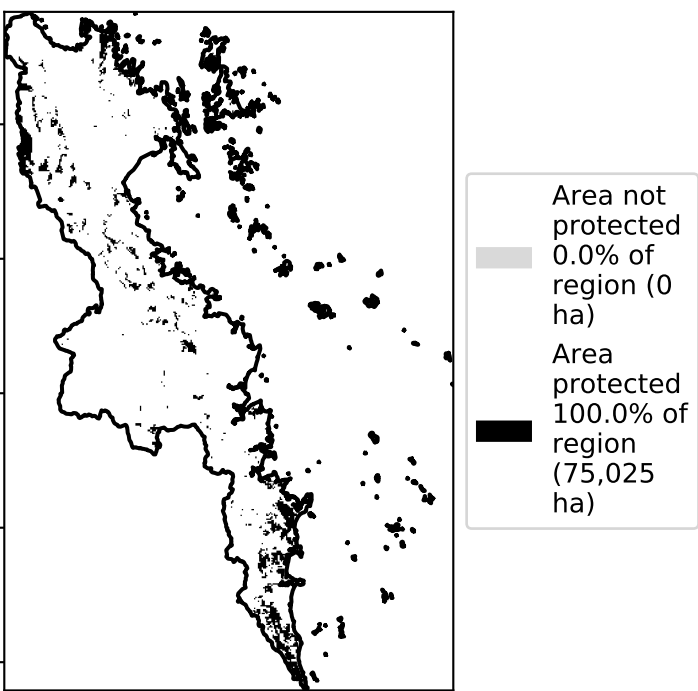 Area not
protected
0.0% of
region (0
ha)
Area
protected
100.0% of
region
(75,025
ha)